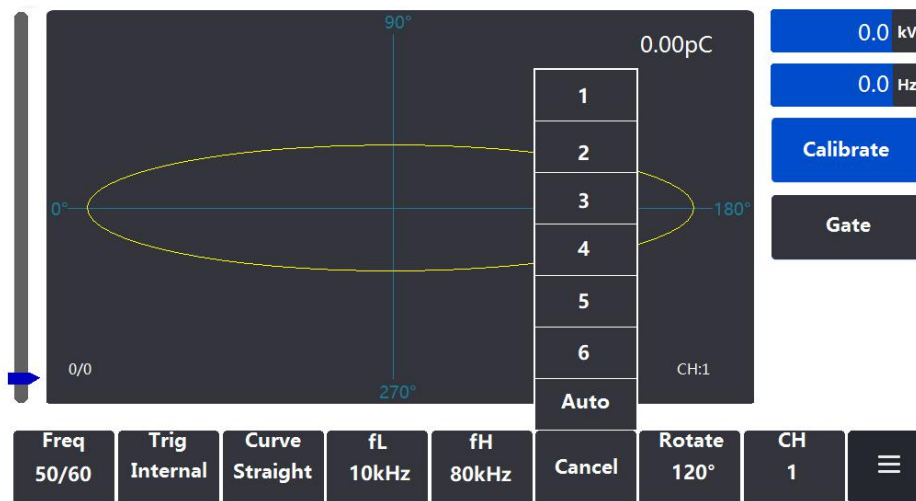 90°
0.00pC
0.0 kV
0.0 Hz
Calibrate
Gate
0°
180°
270°
0/0
CH:1
1
2
3
4
5
6
Auto
Cancel
Freq
50/60
Trig
Internal
Curve
Straight
fL
10kHz
fH
80kHz
Rotate
120°
CH
1